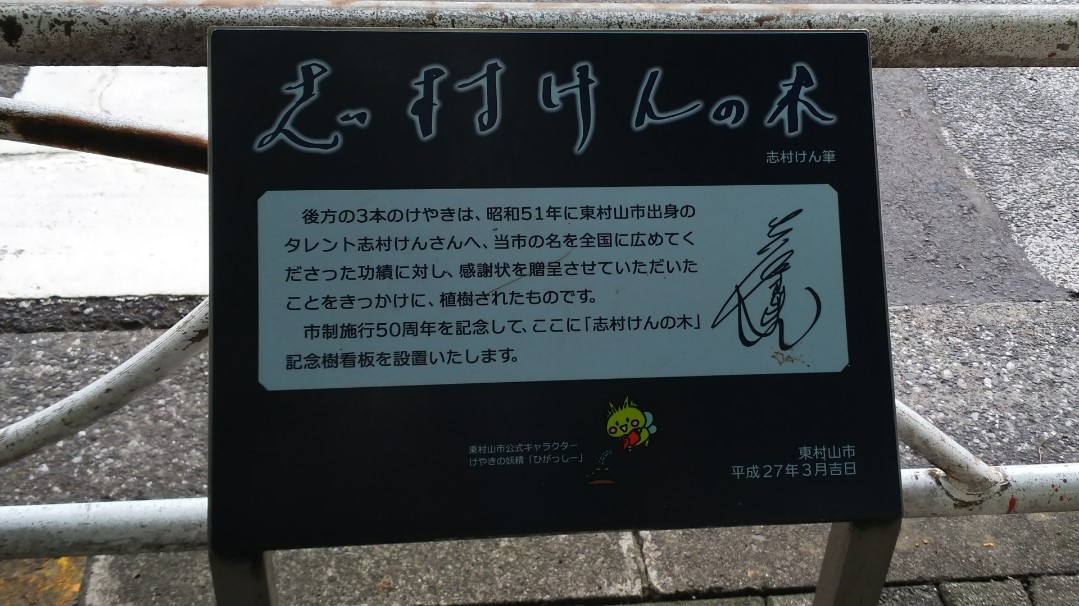 志村けんの木
志村けん筆
後方の3本のけやきは、昭和51年に東村山市出身の
タレント志村けんさんへ、当市の名を全国に広めてく
ださった功績に対し、感謝状を贈呈させていただいた
ことをきっかけに、植樹されたものです。
市制施行50周年を記念して、ここに「志村けんの木」
記念樹看板を設置いたします。
東村山市公式キャラクター
けやきの妖精「ひがっしー」
東村山市
平成27年3月吉日